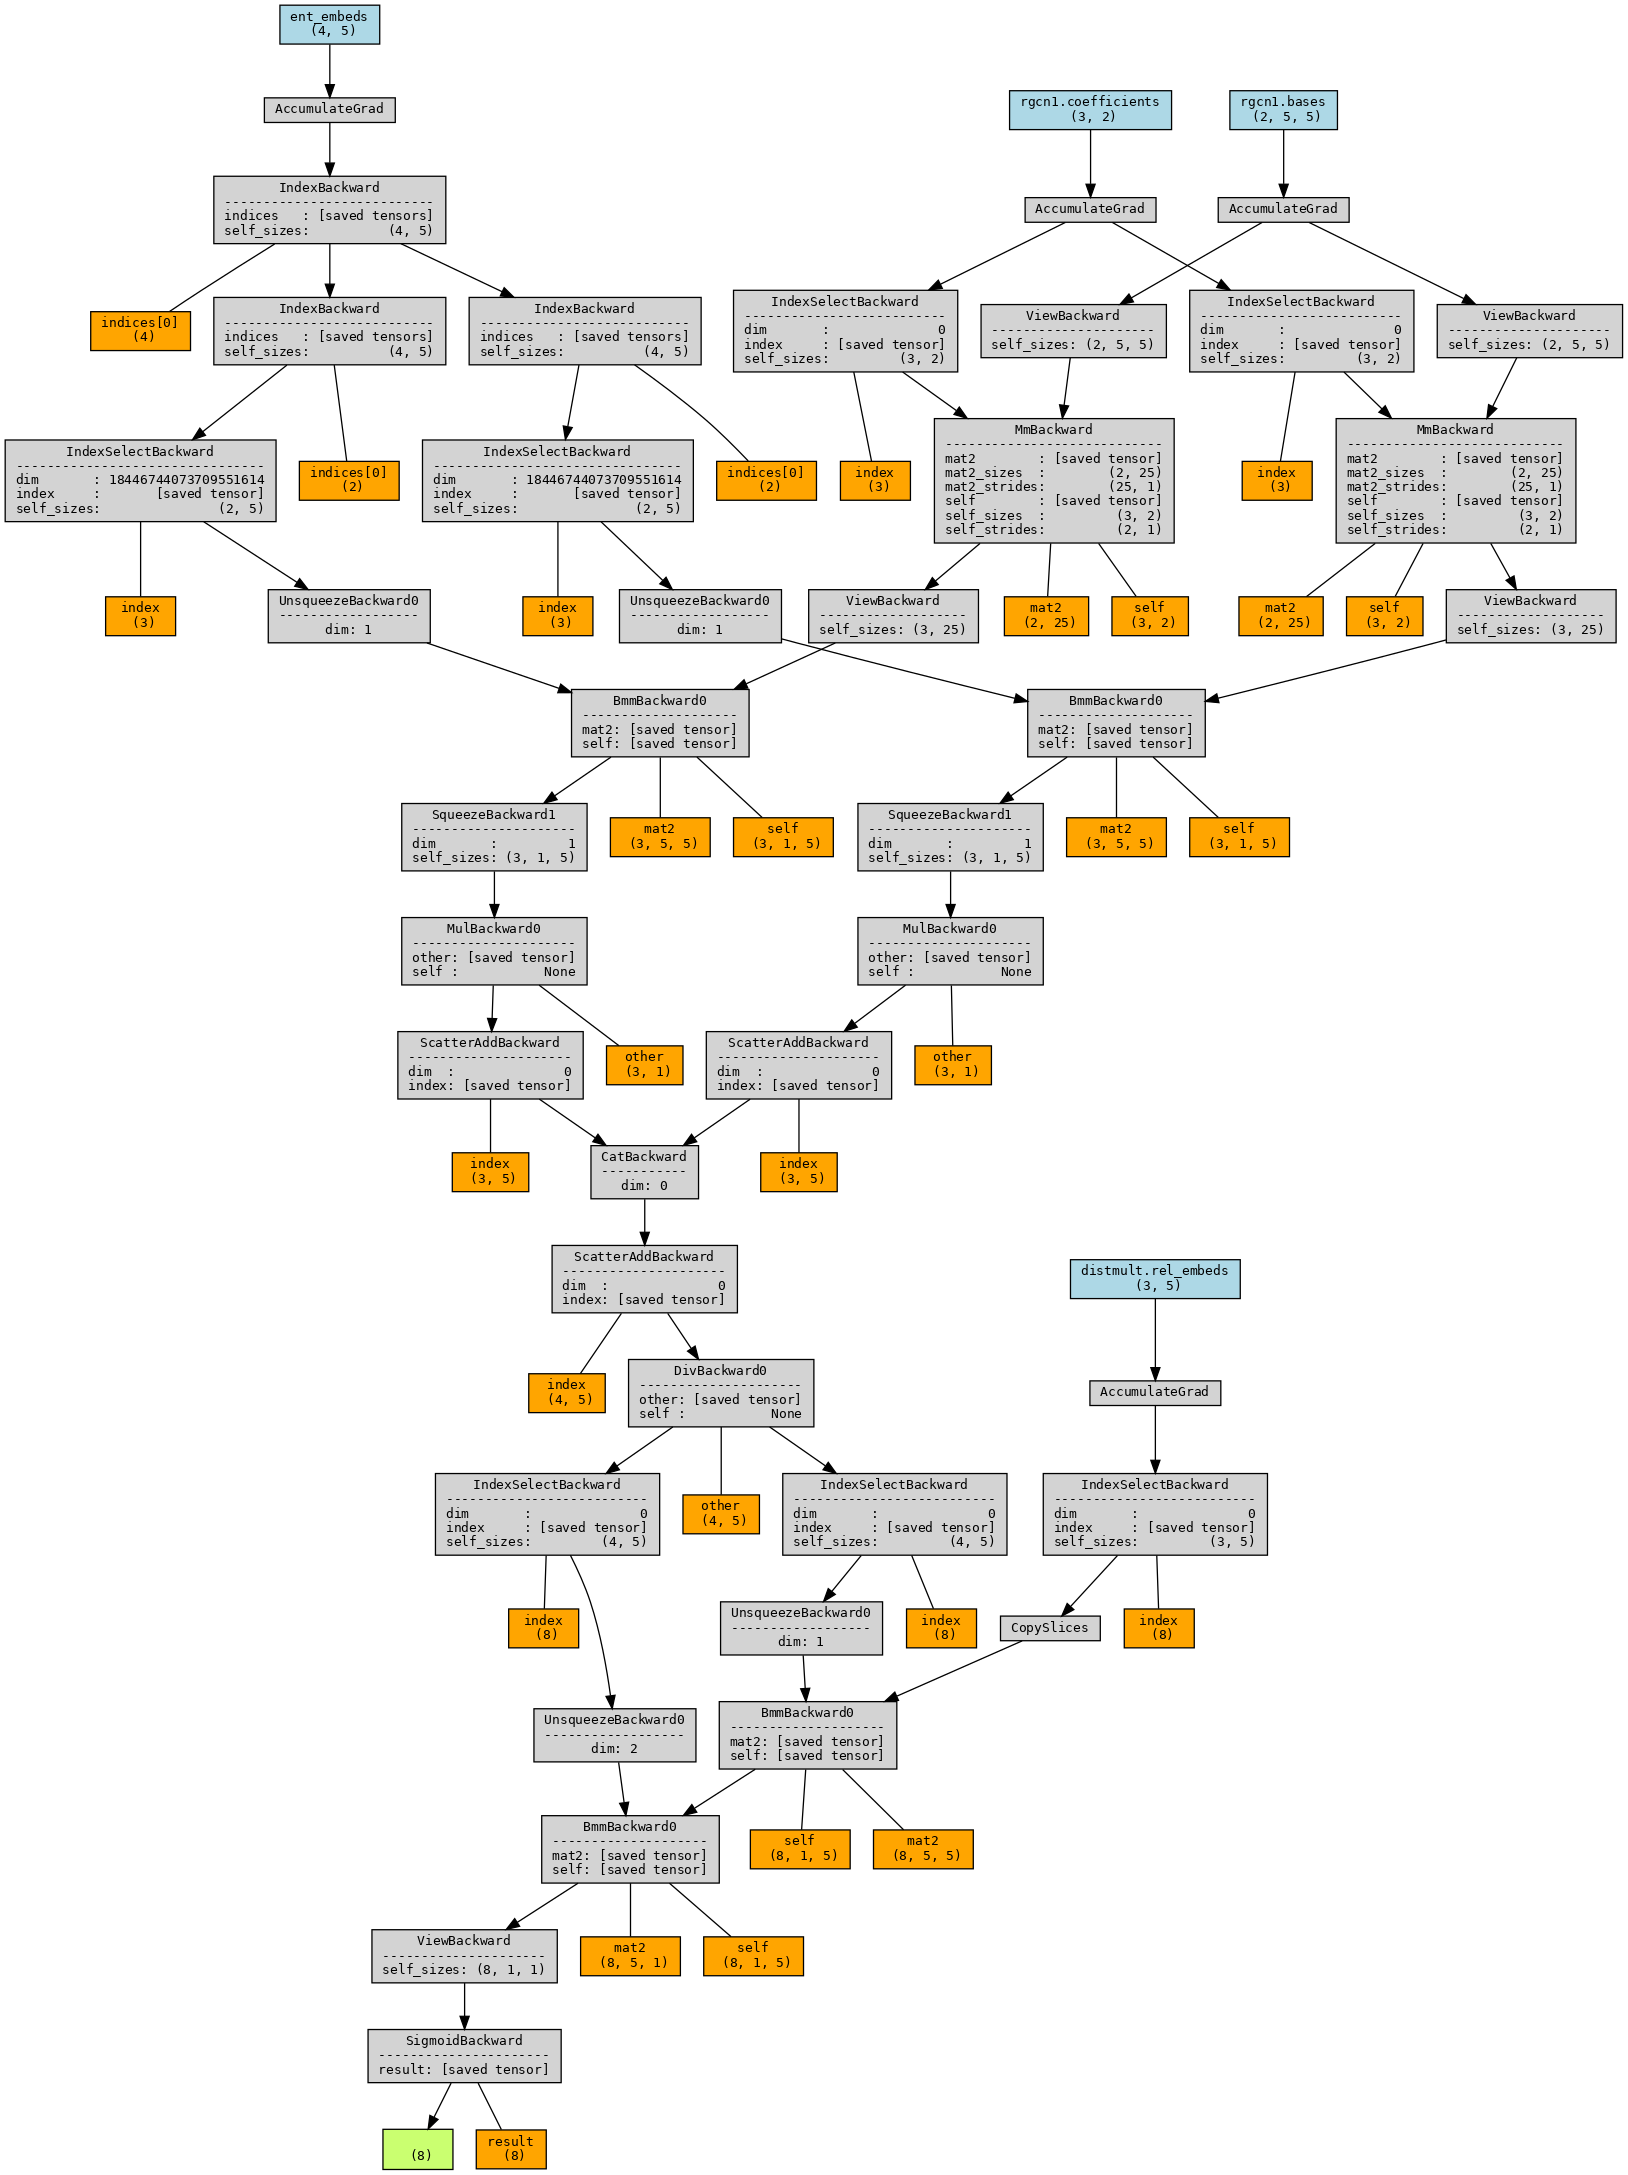 ent_embeds
(4, 5)
AccumulateGrad
rgcn1.coefficients
(3, 2)
rgcn1.bases
(2, 5, 5)
IndexBackward
---------------------------
indices   : [saved tensors]
self_sizes:          (4, 5)
AccumulateGrad
AccumulateGrad
indices[0]
(4)
IndexBackward
---------------------------
indices   : [saved tensors]
self_sizes:          (4, 5)
IndexBackward
---------------------------
indices   : [saved tensors]
self_sizes:          (4, 5)
IndexSelectBackward
--------------------------
dim       :              0
index     : [saved tensor]
self_sizes:         (3, 2)
ViewBackward
---------------------
self_sizes: (2, 5, 5)
IndexSelectBackward
--------------------------
dim       :              0
index     : [saved tensor]
self_sizes:         (3, 2)
ViewBackward
---------------------
self_sizes: (2, 5, 5)
IndexSelectBackward
--------------------------------
dim       : 18446744073709551614
index     :       [saved tensor]
self_sizes:               (2, 5)
indices[0]
(2)
IndexSelectBackward
--------------------------------
dim       : 18446744073709551614
index     :       [saved tensor]
self_sizes:               (2, 5)
indices[0]
(2)
index
(3)
MmBackward
----------------------------
mat2        : [saved tensor]
mat2_sizes  :        (2, 25)
mat2_strides:        (25, 1)
self        : [saved tensor]
self_sizes  :         (3, 2)
self_strides:         (2, 1)
index
(3)
MmBackward
----------------------------
mat2        : [saved tensor]
mat2_sizes  :        (2, 25)
mat2_strides:        (25, 1)
self        : [saved tensor]
self_sizes  :         (3, 2)
self_strides:         (2, 1)
index
(3)
UnsqueezeBackward0
------------------
dim: 1
index
(3)
UnsqueezeBackward0
------------------
dim: 1
ViewBackward
-------------------
self_sizes: (3, 25)
mat2
(2, 25)
self
(3, 2)
mat2
(2, 25)
self
(3, 2)
ViewBackward
-------------------
self_sizes: (3, 25)
BmmBackward0
--------------------
mat2: [saved tensor]
self: [saved tensor]
BmmBackward0
--------------------
mat2: [saved tensor]
self: [saved tensor]
SqueezeBackward1
---------------------
dim       :         1
self_sizes: (3, 1, 5)
mat2
(3, 5, 5)
self
(3, 1, 5)
SqueezeBackward1
---------------------
dim       :         1
self_sizes: (3, 1, 5)
mat2
(3, 5, 5)
self
(3, 1, 5)
MulBackward0
---------------------
other: [saved tensor]
self :           None
MulBackward0
---------------------
other: [saved tensor]
self :           None
ScatterAddBackward
---------------------
dim  :              0
index: [saved tensor]
other
(3, 1)
ScatterAddBackward
---------------------
dim  :              0
index: [saved tensor]
other
(3, 1)
index
(3, 5)
CatBackward
-----------
dim: 0
index
(3, 5)
ScatterAddBackward
---------------------
dim  :              0
index: [saved tensor]
distmult.rel_embeds
(3, 5)
index
(4, 5)
DivBackward0
---------------------
other: [saved tensor]
self :           None
AccumulateGrad
IndexSelectBackward
--------------------------
dim       :              0
index     : [saved tensor]
self_sizes:         (4, 5)
other
(4, 5)
IndexSelectBackward
--------------------------
dim       :              0
index     : [saved tensor]
self_sizes:         (4, 5)
IndexSelectBackward
--------------------------
dim       :              0
index     : [saved tensor]
self_sizes:         (3, 5)
index
(8)
UnsqueezeBackward0
------------------
dim: 1
index
(8)
CopySlices
index
(8)
UnsqueezeBackward0
------------------
dim: 2
BmmBackward0
--------------------
mat2: [saved tensor]
self: [saved tensor]
BmmBackward0
--------------------
mat2: [saved tensor]
self: [saved tensor]
self
(8, 1, 5)
mat2
(8, 5, 5)
ViewBackward
---------------------
self_sizes: (8, 1, 1)
mat2
(8, 5, 1)
self
(8, 1, 5)
SigmoidBackward
----------------------
result: [saved tensor]
(8)
result
(8)